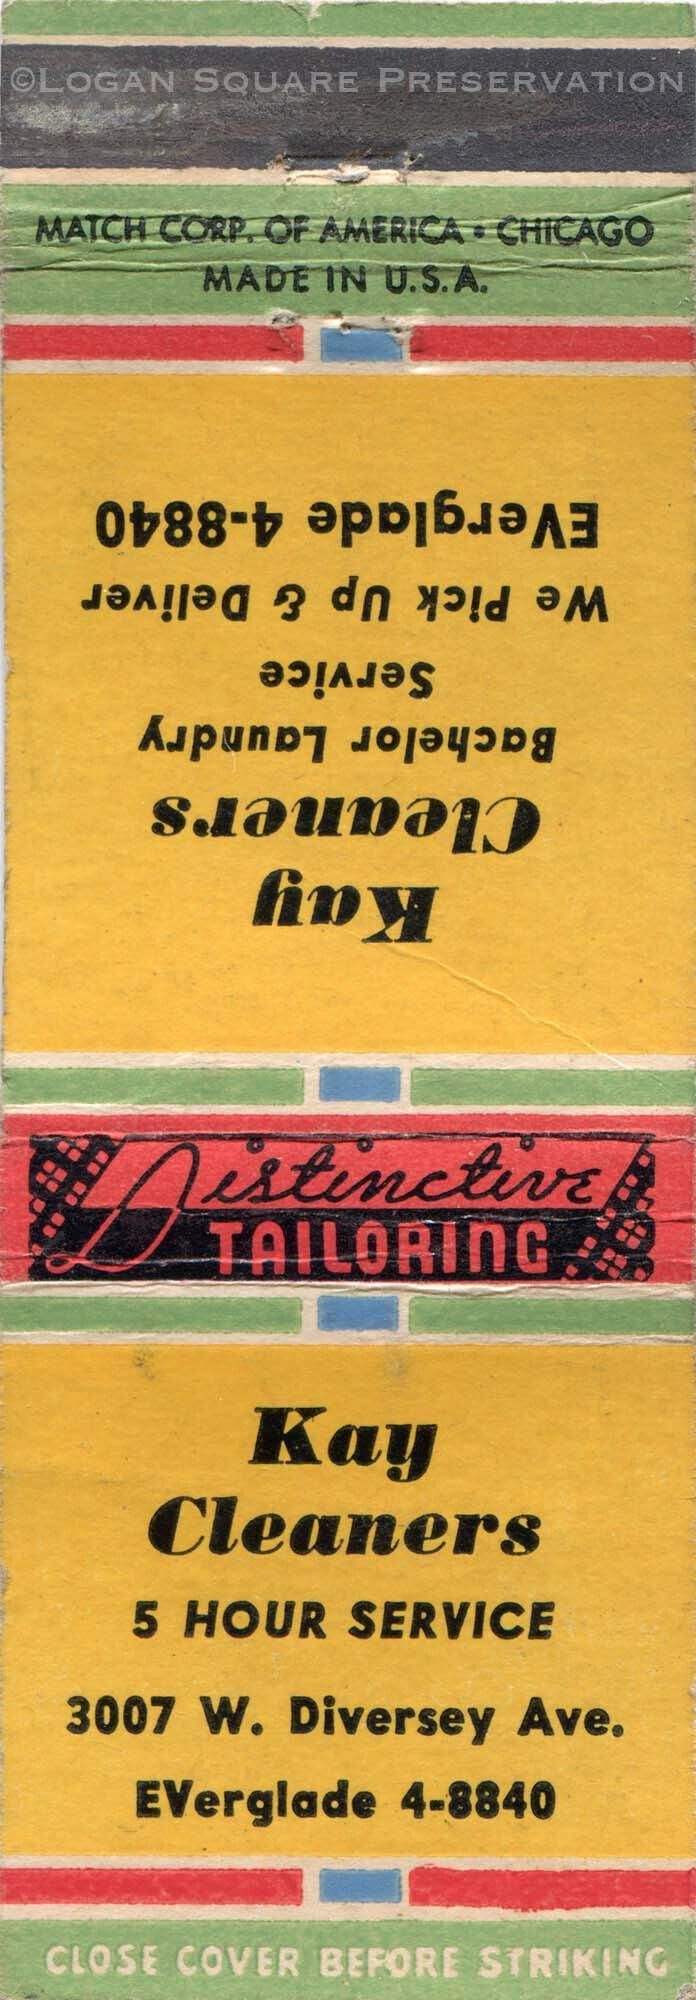 ©LOGAN SQUARE PRESERVATION
MATCH CORP. OF AMERICA • CHICAGO
MADE IN U.S.A.
Kay
Cleaners
Bachelor Laundry
Service
We Pick Up & Deliver
EVerglade 4-8840
Distinctive
TAILORING
Kay
Cleaners
5 HOUR SERVICE
3007 W. Diversey Ave.
EVerglade 4-8840
CLOSE COVER BEFORE STRIKING